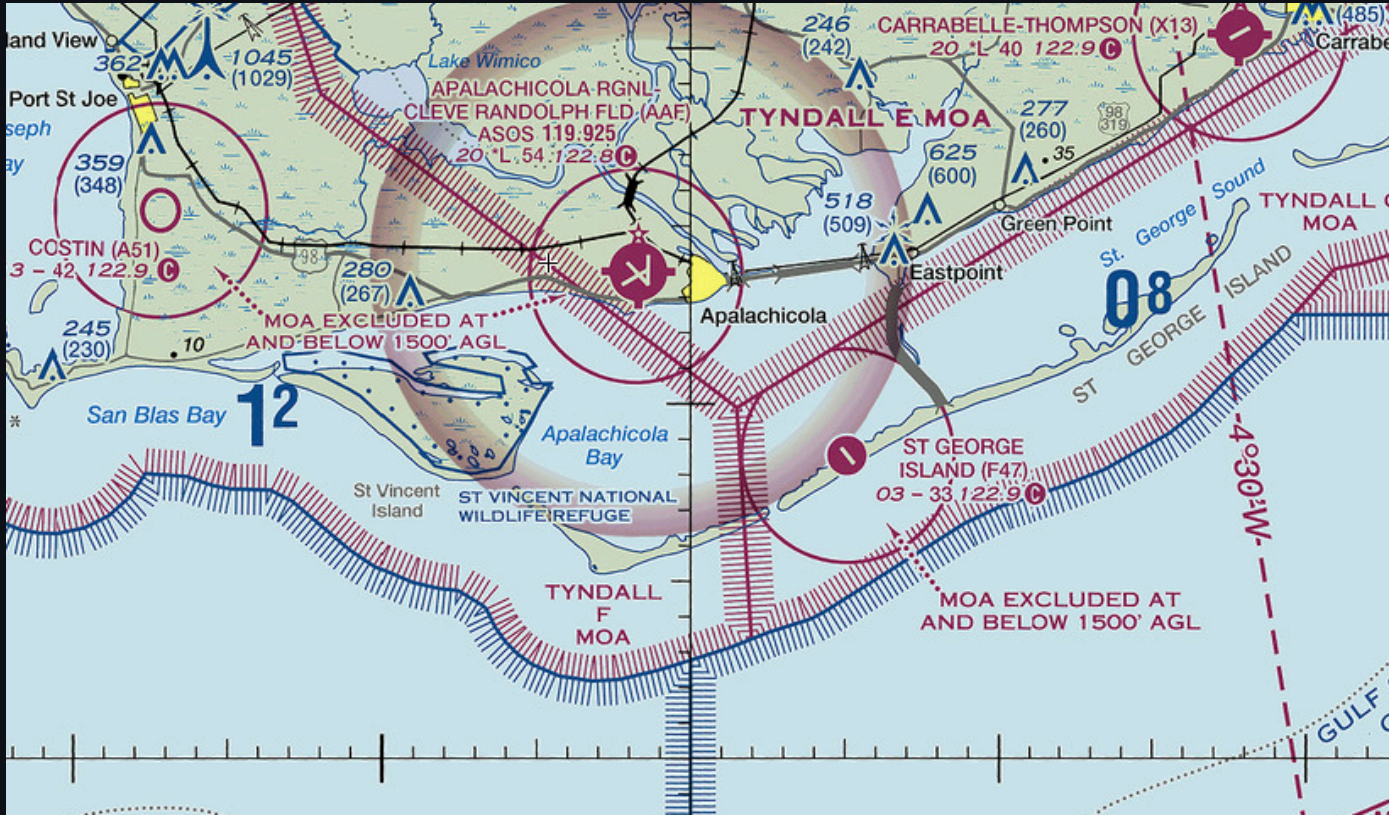 land View
362
1045
(1029)
Lake Wimico
246
(242)
CARRABELLE-THOMPSON (X13)
20 *L 40 122.9 C
(485)
Port St Joe
APALACHICOLA RGNL-
CLEVE RANDOLPH FLD (AAF)
ASOS 119.925
20 *L 54 122.8 C
TYNDALL E MOA
277
(260)
98
319
35
seph
ay
359
(348)
625
(600)
518
(509)
Green Point
St. George Sound
TYNDALL
MOA
COSTIN (A51)
3 – 42 122.9 C
98
280
(267)
Eastpoint
08
ST GEORGE ISLAND
MOA EXCLUDED AT
AND BELOW 1500' AGL
Apalachicola
245
(230)
10
San Blas Bay
12
Apalachicola
Bay
ST GEORGE
ISLAND (F47)
03 – 33 122.9 C
4°30'W
St Vincent
Island
ST VINCENT NATIONAL
WILDLIFE REFUGE
TYNDALL
F
MOA
MOA EXCLUDED AT
AND BELOW 1500' AGL
GULF